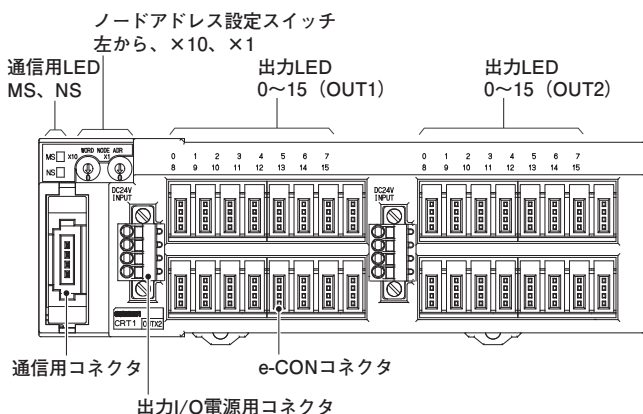 ノードアドレス設定スイッチ
左から、×10、×1
通信用LED
MS、NS
出力LED
0～15（OUT1）
出力LED
0～15（OUT2）
MS
X10
WORD NODE ADR
X1
NS
0 1 2 3 4 5 6 7
8 9 10 11 12 13 14 15
0 1 2 3 4 5 6 7
8 9 10 11 12 13 14 15
DC24V
INPUT
DC24V
INPUT
CRT1
OUTX2
通信用コネクタ
e-CONコネクタ
出力I/O電源用コネクタ